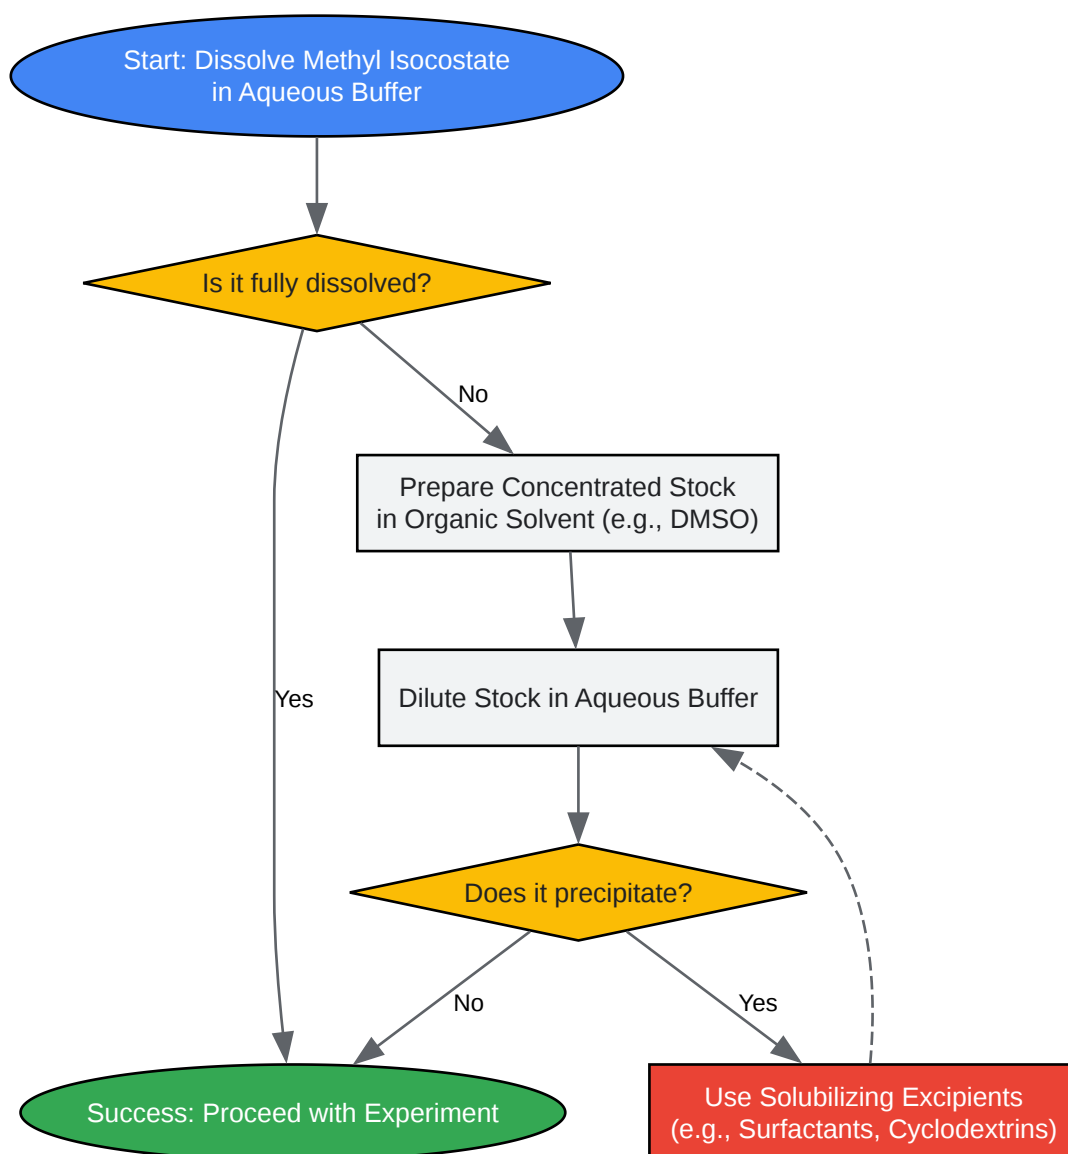 Start: Dissolve Methyl Isocostate
in Aqueous Buffer
Is it fully dissolved?
No
Prepare Concentrated Stock
in Organic Solvent (e.g., DMSO)
Yes
Dilute Stock in Aqueous Buffer
Does it precipitate?
No
Yes
Success: Proceed with Experiment
Use Solubilizing Excipients
(e.g., Surfactants, Cyclodextrins)